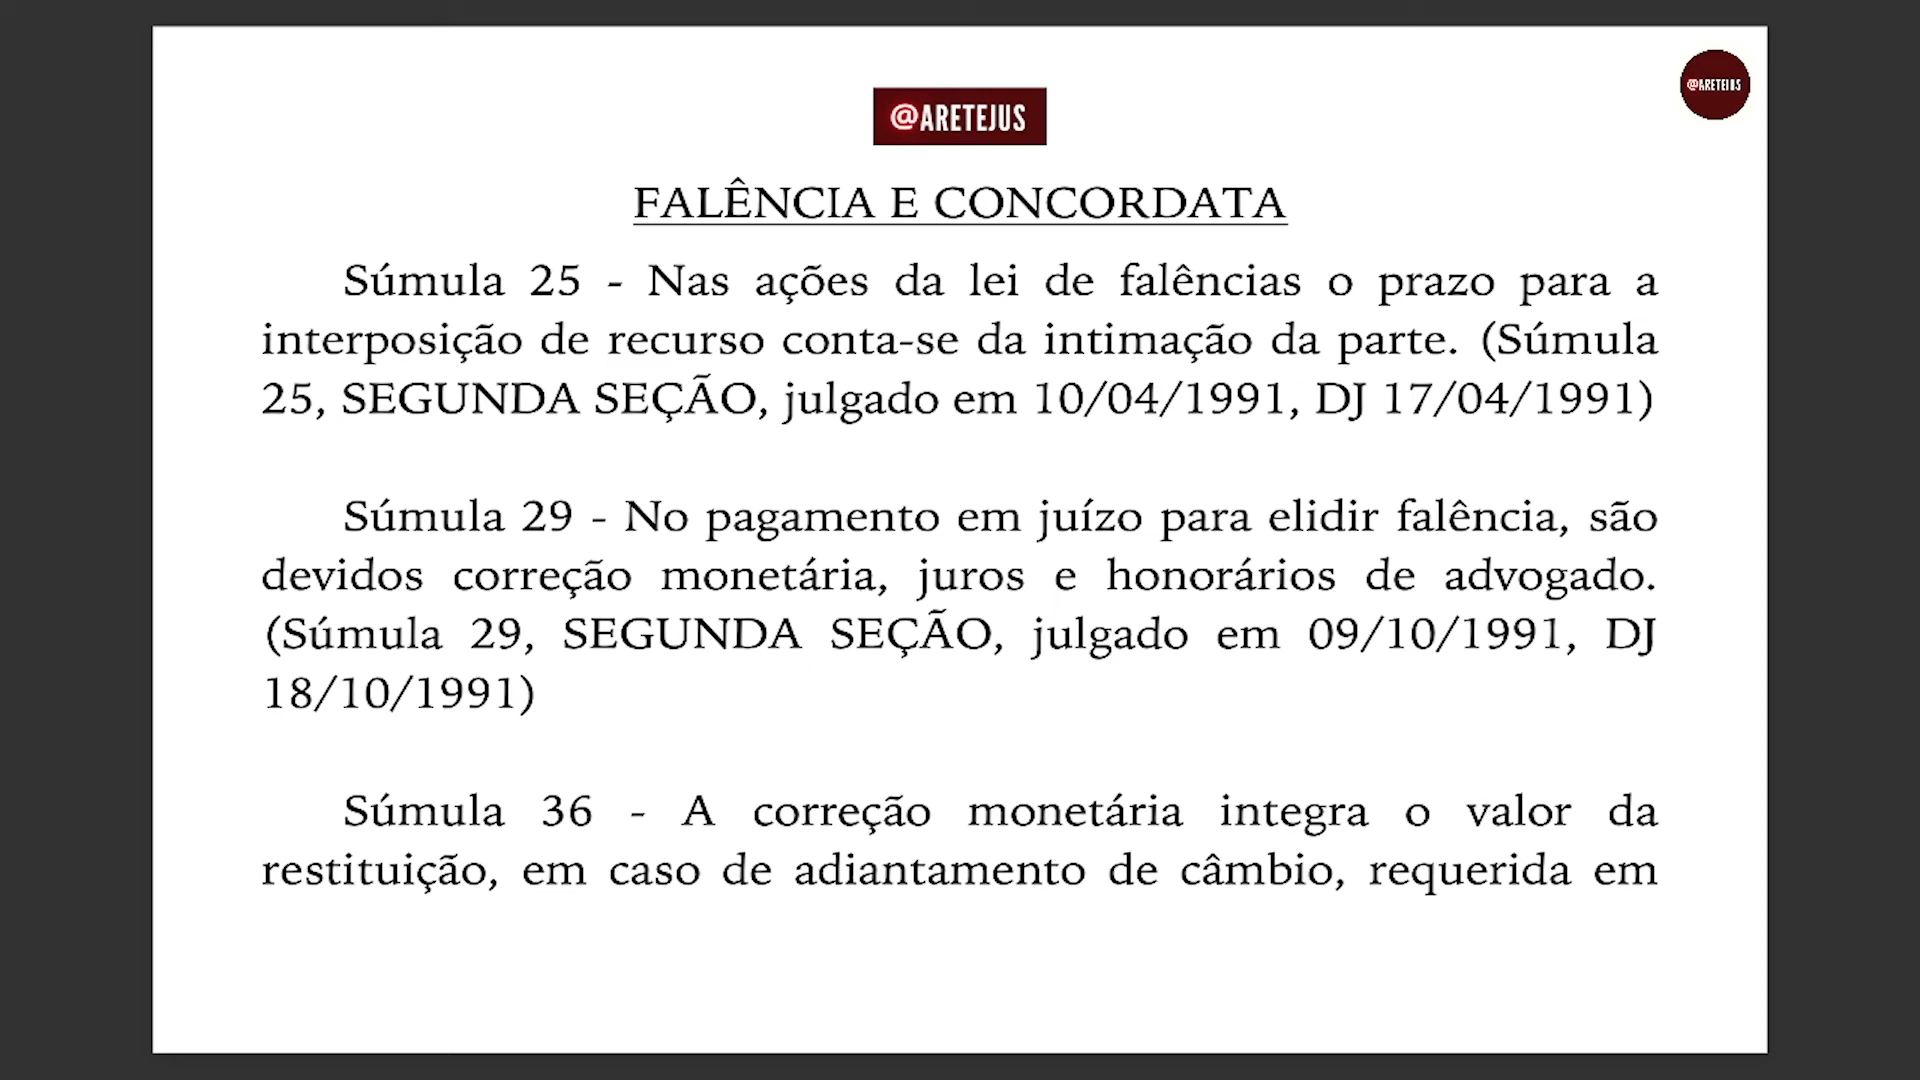 @ARETEJUS
@ARETEJUS
FALÊNCIA E CONCORDATA
Súmula 25 - Nas ações da lei de falências o prazo para a
interposição de recurso conta-se da intimação da parte. (Súmula
25, SEGUNDA SEÇÃO, julgado em 10/04/1991, DJ 17/04/1991)
Súmula 29 - No pagamento em juízo para elidir falência, são
devidos correção monetária, juros e honorários de advogado.
(Súmula 29, SEGUNDA SEÇÃO, julgado em 09/10/1991, DJ
18/10/1991)
Súmula 36 - A correção monetária integra o valor da
restituição, em caso de adiantamento de câmbio, requerida em